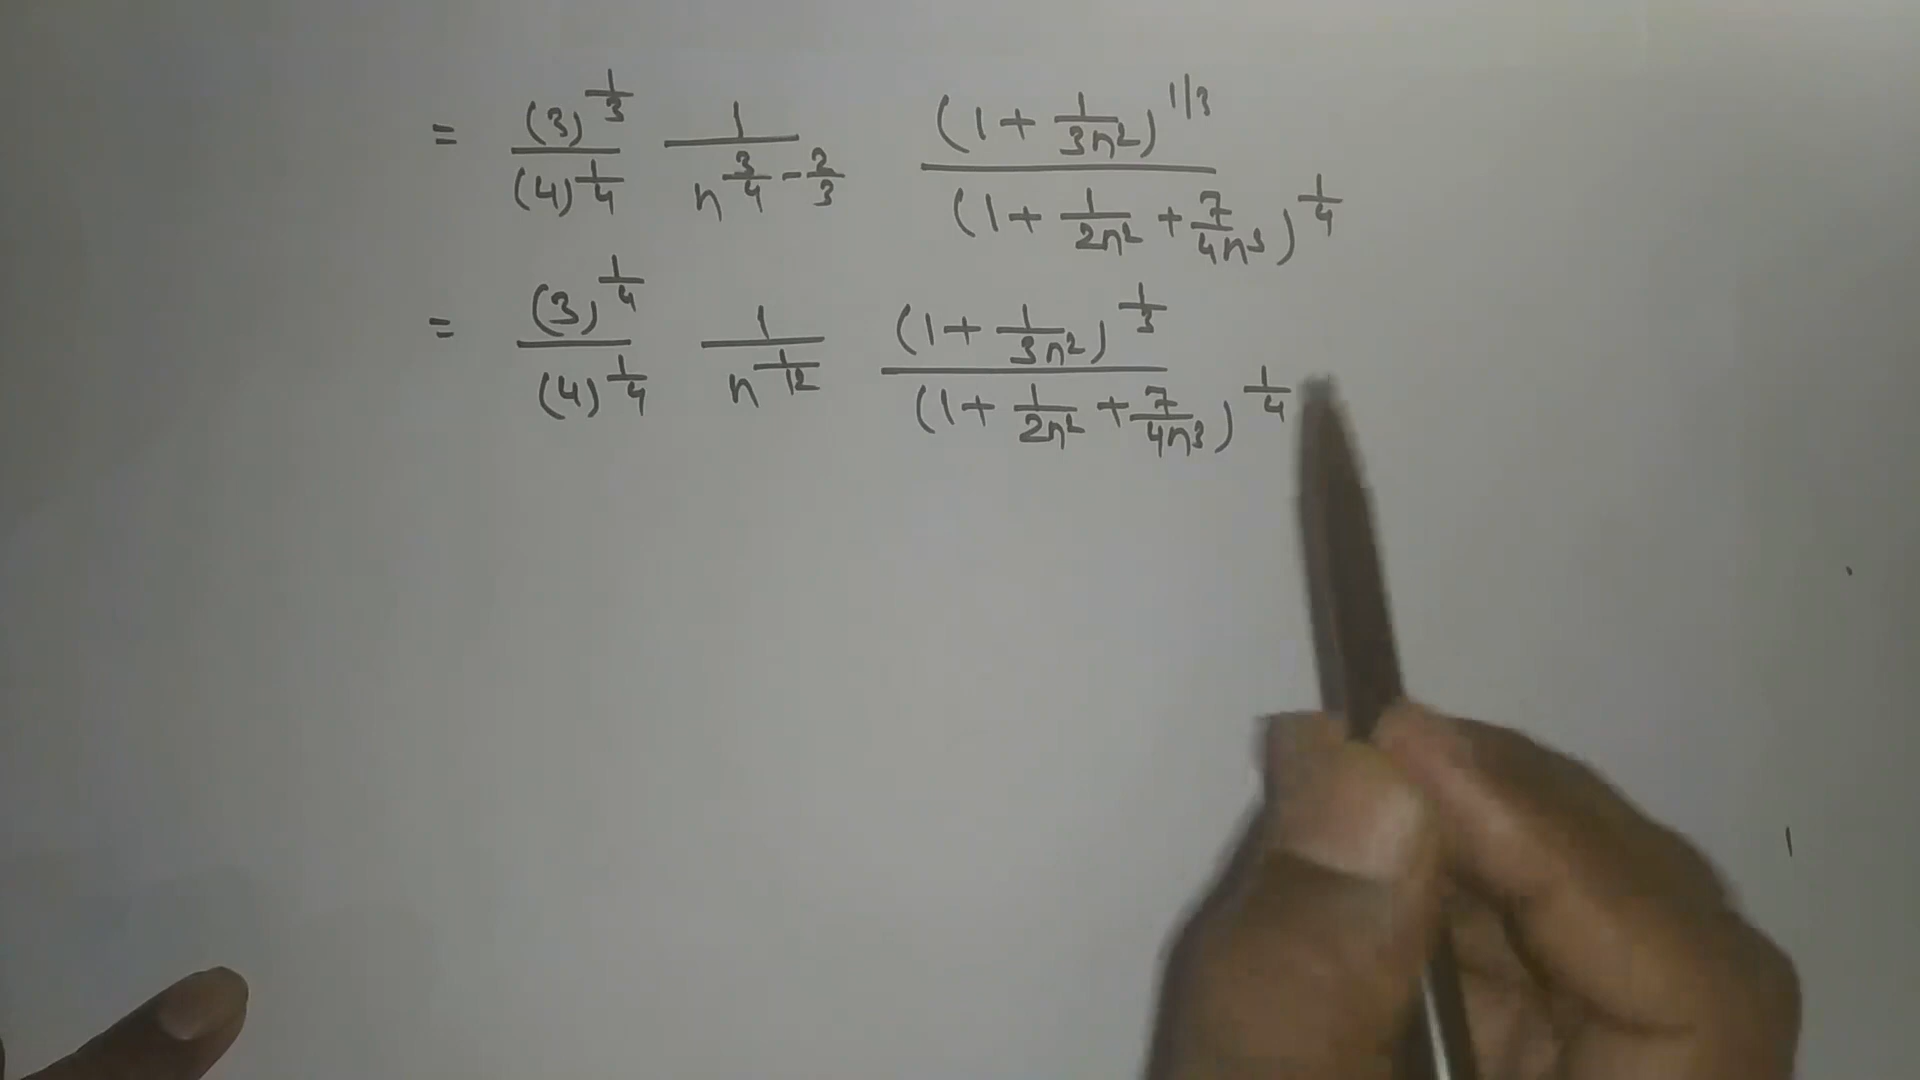 = (3)^{1/3} / (4)^{1/4} 1 / n^{3/4 - 2/3} (1 + 1/3n²)^{1/3} / (1 + 1/2n² + 7/4n³)^{1/4}
= (3)^{1/4} / (4)^{1/4} 1 / n^{1/12} (1 + 1/3n²)^{1/3} / (1 + 1/2n² + 7/4n³)^{1/4}